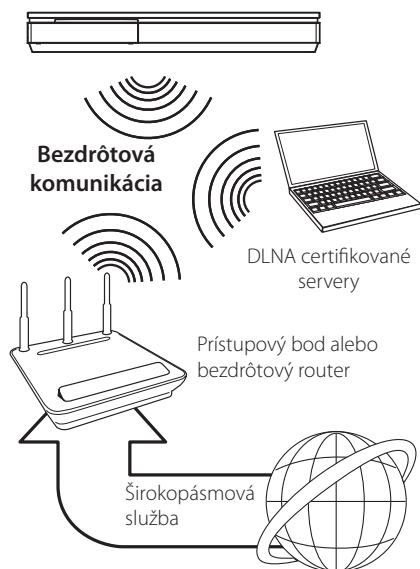 Bezdrôtová
komunikácia
DLNA certifikované
servery
Prístupový bod alebo
bezdrôtový router
Širokopásmová
služba